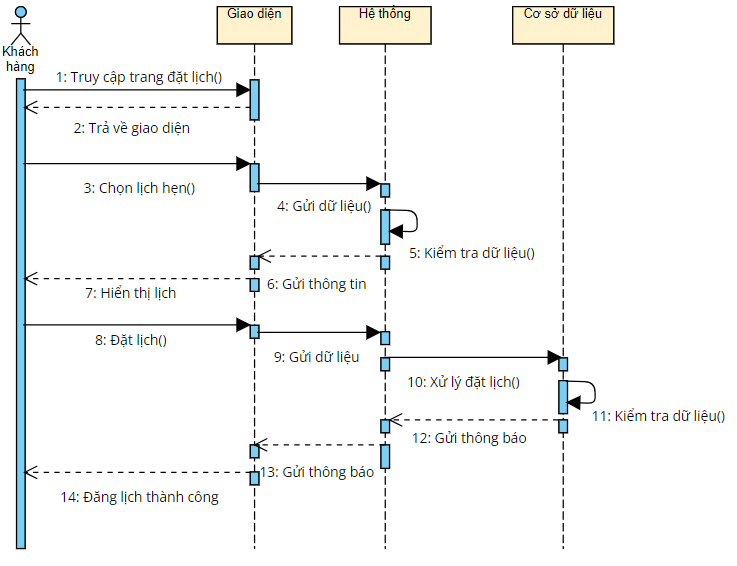 Giao diện
Hệ thống
Cơ sở dữ liệu
Khách
hàng
1: Truy cập trang đặt lịch()
2: Trả về giao diện
3: Chọn lịch hẹn()
4: Gửi dữ liệu()
5: Kiểm tra dữ liệu()
6: Gửi thông tin
7: Hiển thị lịch
8: Đặt lịch()
9: Gửi dữ liệu
10: Xử lý đặt lịch()
11: Kiểm tra dữ liệu()
12: Gửi thông báo
13: Gửi thông báo
14: Đăng lịch thành công